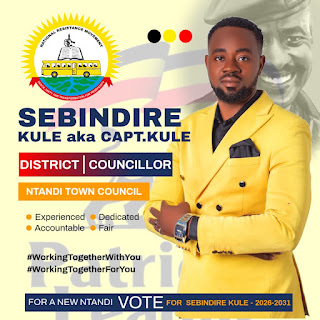 NATIONAL RESISTANCE MOVEMENT
SEBINDIRE
KULE aka CAPT.KULE
DISTRICT | COUNCILLOR
NTANDI TOWN COUNCIL
Experienced Dedicated
Accountable Fair
#WorkingTogetherWithYou
#WorkingTogetherForYou
FOR A NEW NTANDI VOTE FOR SEBINDIRE KULE - 2026-2031